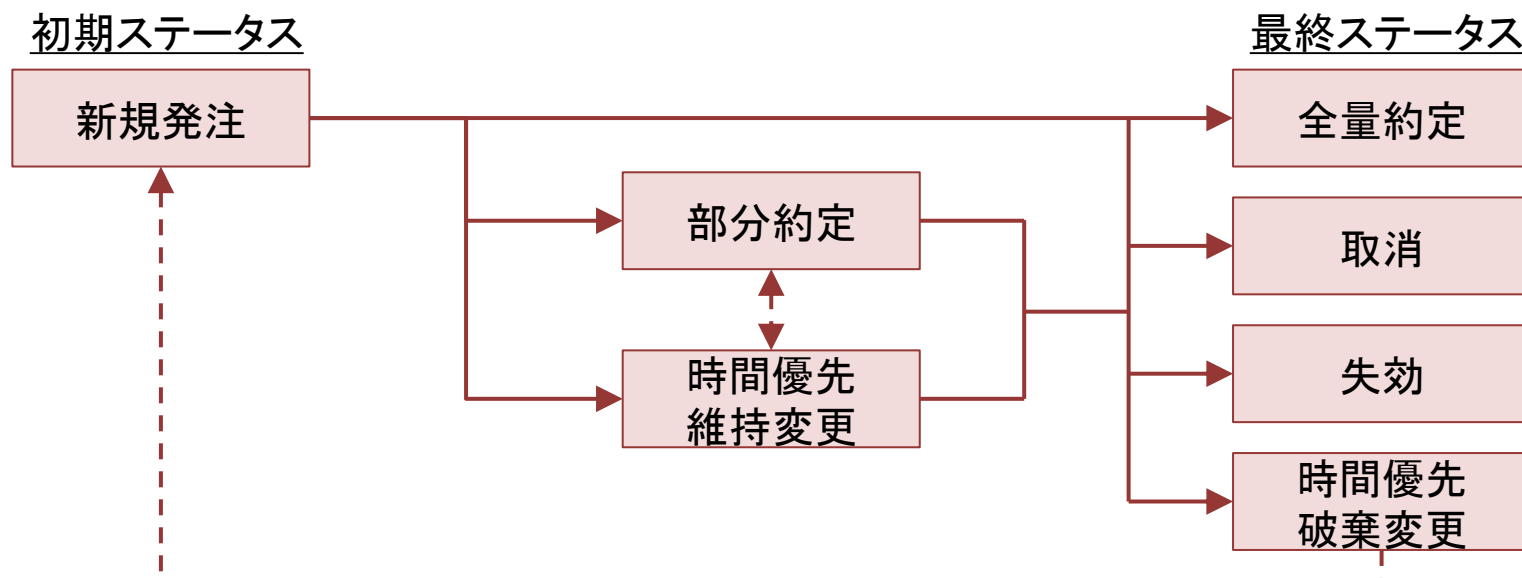 初期ステータス
最終ステータス
新規発注
全量約定
部分約定
取消
時間優先
維持変更
失効
時間優先
破棄変更